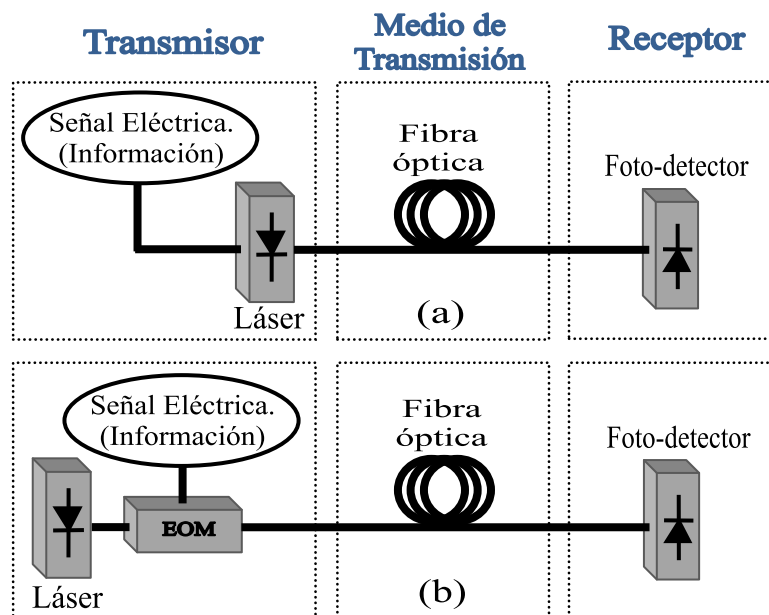 Transmisor
Medio de
Transmisión
Receptor
Señal Eléctrica.
(Información)
Fibra
óptica
Foto-detector
Láser
(a)
Señal Eléctrica.
(Información)
Fibra
óptica
Foto-detector
EOM
Láser
(b)